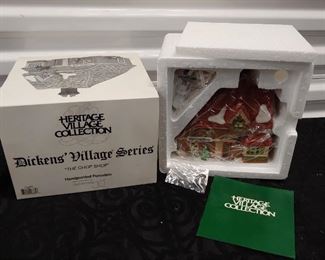 HERITAGE
VILLAGE
COLLECTION
Dickens' Village Series
"THE CHOP SHOP"
Handpainted Porcelain
HERITAGE
VILLAGE
COLLECTION